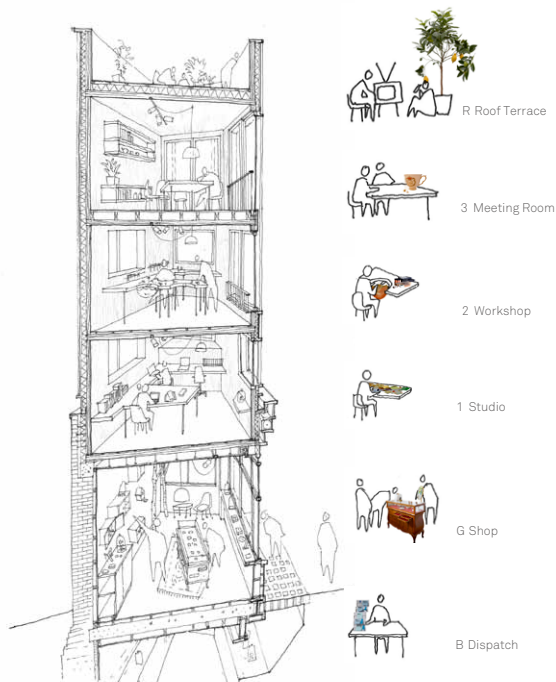 R Roof Terrace
3 Meeting Room
2 Workshop
1 Studio
G Shop
B Dispatch